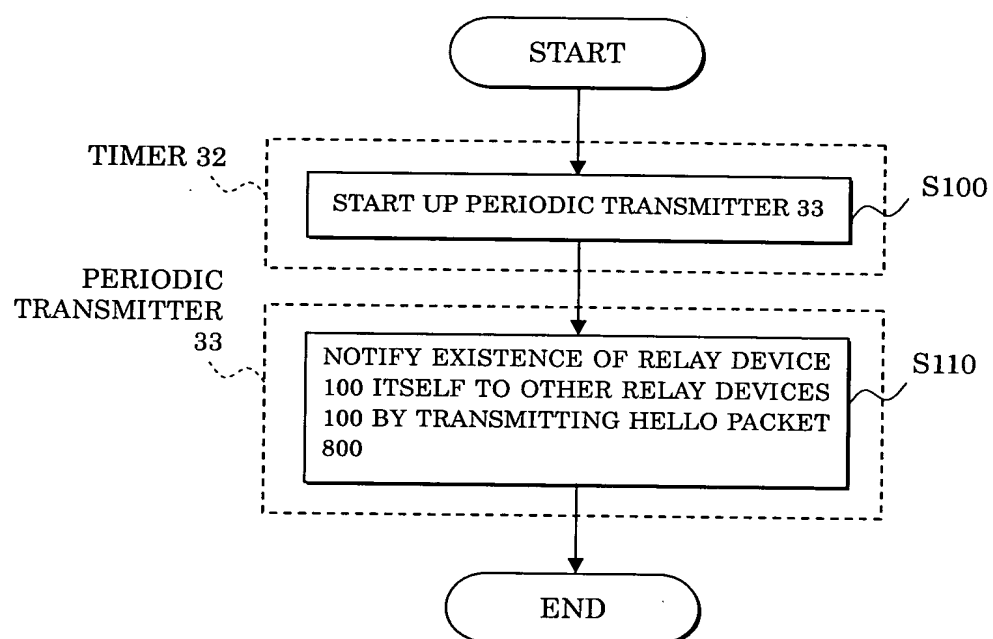 START
TIMER 32
START UP PERIODIC TRANSMITTER 33
S100
PERIODIC
TRANSMITTER
33
NOTIFY EXISTENCE OF RELAY DEVICE
100 ITSELF TO OTHER RELAY DEVICES
100 BY TRANSMITTING HELLO PACKET
800
S110
END